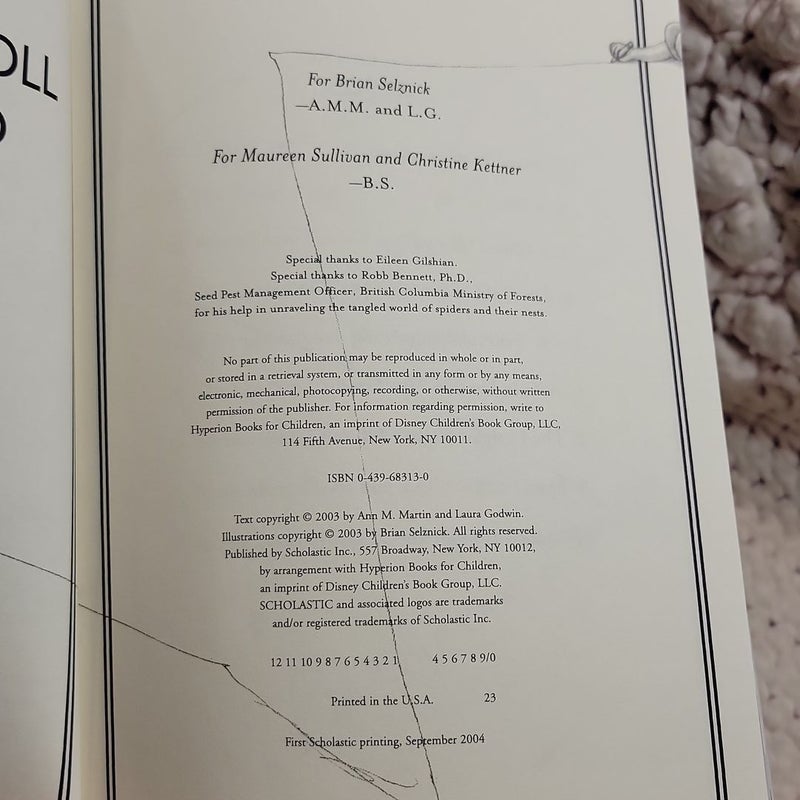 OLL
For Brian Selznick
—A.M.M. and L.G.
For Maureen Sullivan and Christine Kettner
—B.S.
Special thanks to Eileen Gilshian.
Special thanks to Robb Bennett, Ph.D.,
Seed Pest Management Officer, British Columbia Ministry of Forests,
for his help in unraveling the tangled world of spiders and their nests.
No part of this publication may be reproduced in whole or in part,
or stored in a retrieval system, or transmitted in any form or by any means,
electronic, mechanical, photocopying, recording, or otherwise, without written
permission of the publisher. For information regarding permission, write to
Hyperion Books for Children, an imprint of Disney Children's Book Group, LLC,
114 Fifth Avenue, New York, NY 10011.
ISBN 0-439-68313-0
Text copyright © 2003 by Ann M. Martin and Laura Godwin.
Illustrations copyright © 2003 by Brian Selznick. All rights reserved.
Published by Scholastic Inc., 557 Broadway, New York, NY 10012,
by arrangement with Hyperion Books for Children,
an imprint of Disney Children's Book Group, LLC.
SCHOLASTIC and associated logos are trademarks
and/or registered trademarks of Scholastic Inc.
12 11 10 9 8 7 6 5 4 3 2 1 4 5 6 7 8 9/0
Printed in the U.S.A. 23
First Scholastic printing, September 2004